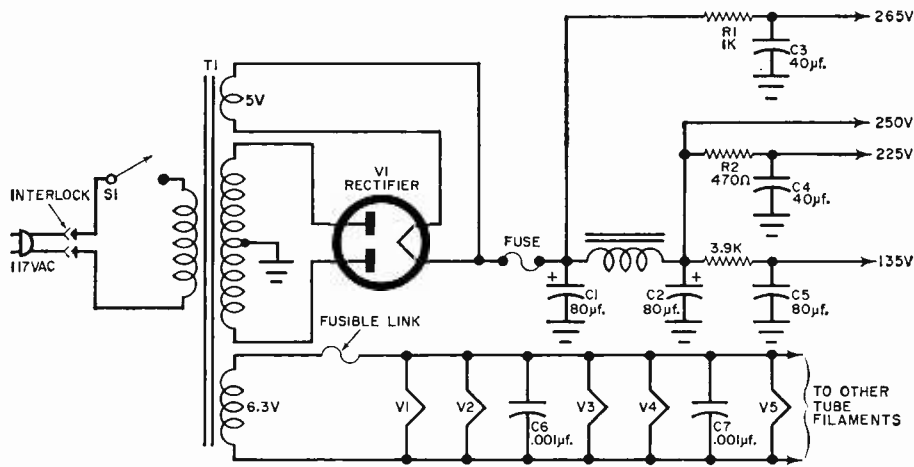 R1
1K
265V
C3
40µf.
T1
5V
250V
V1
RECTIFIER
R2
470Ω
225V
C4
40µf.
INTERLOCK
S1
117VAC
FUSE
3.9K
135V
+
C1
80µf.
+
C2
80µf.
C5
80µf.
FUSIBLE LINK
6.3V
V1
V2
C6
.001µf.
V3
V4
C7
.001µf.
V5
TO OTHER
TUBE
FILAMENTS